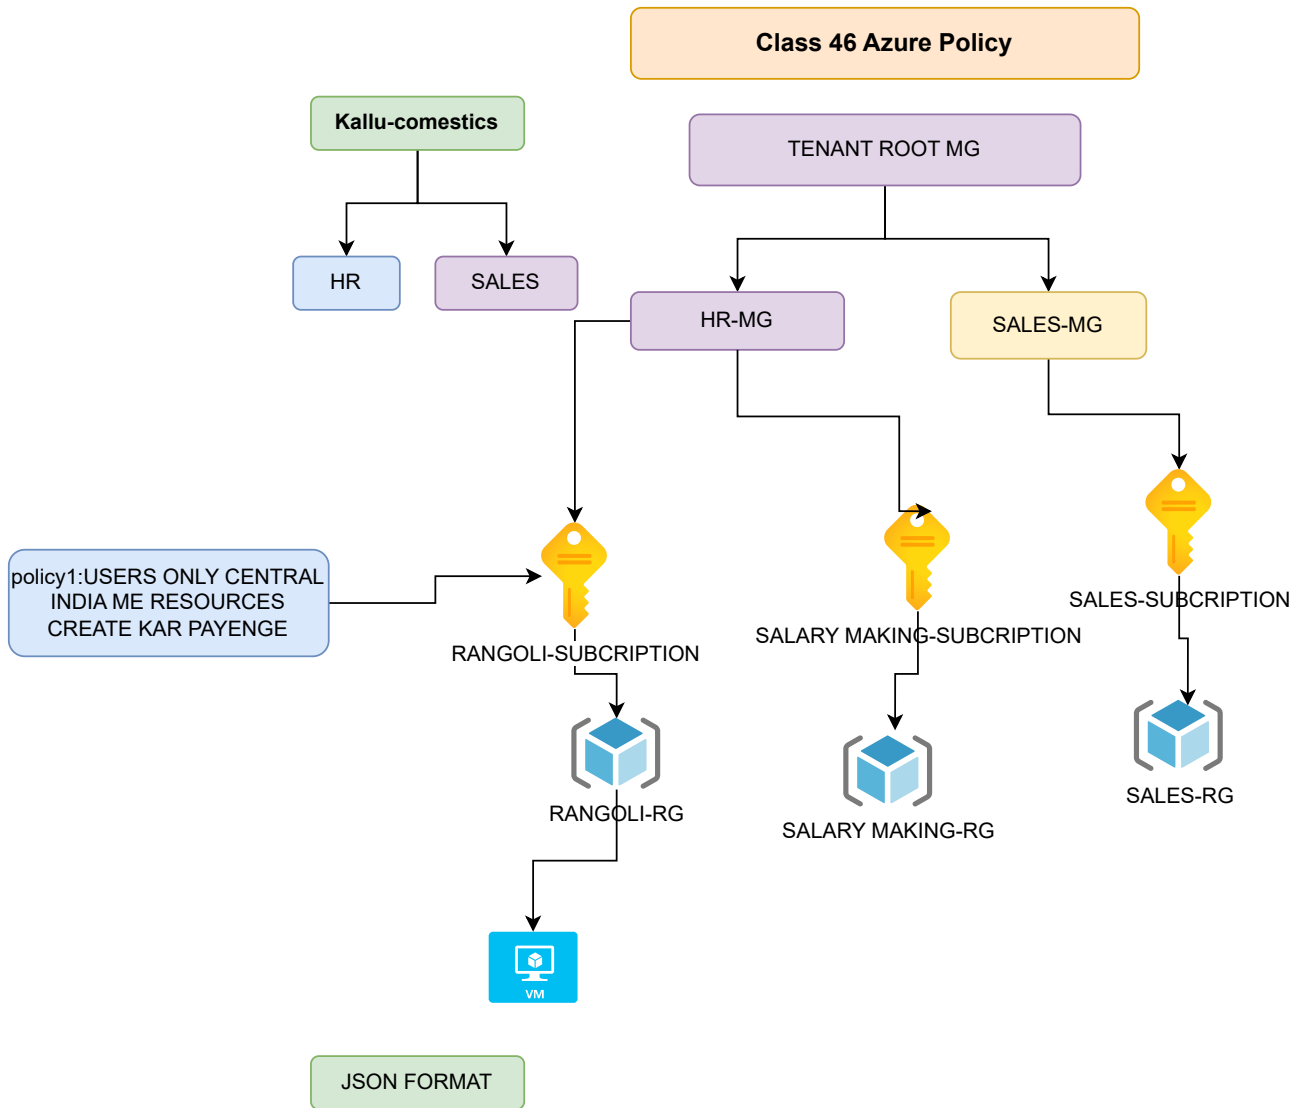 Class 46 Azure Policy
Kallu-comestics
TENANT ROOT MG
HR
SALES
HR-MG
SALES-MG
policy1:USERS ONLY CENTRAL
INDIA ME RESOURCES
CREATE KAR PAYENGE
RANGOLI-SUBCRIPTION
SALARY MAKING-SUBCRIPTION
SALES-SUBCRIPTION
RANGOLI-RG
SALARY MAKING-RG
SALES-RG
VM
JSON FORMAT